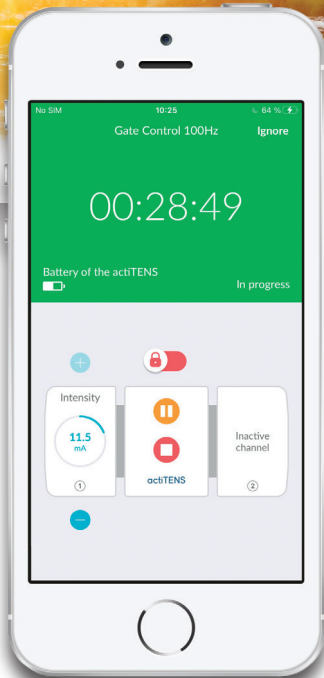 No SIM 10:25 64 %
Gate Control 100Hz Ignore
00:28:49
Battery of the actiTENS
In progress
Intensity
11.5
mA
1
actiTENS
Inactive
channel
2